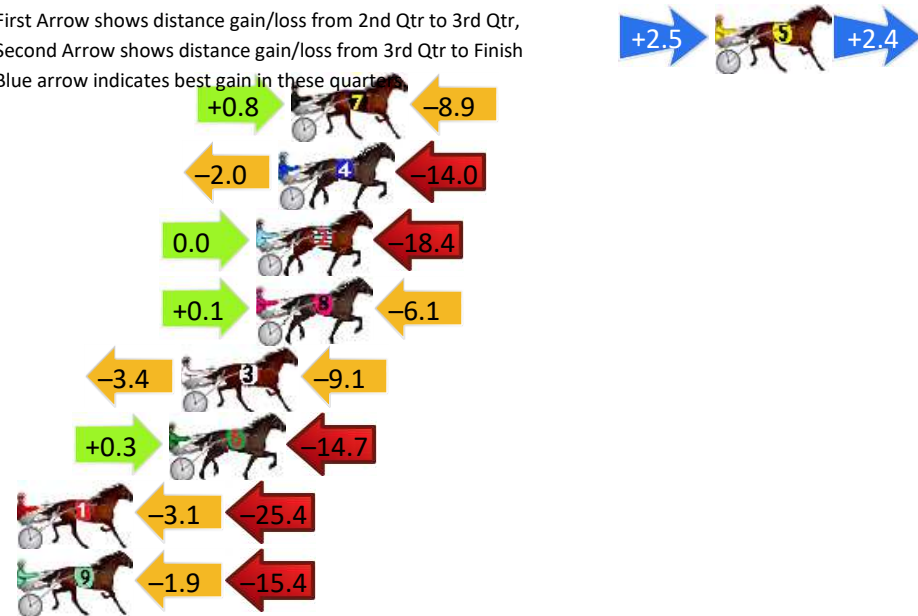 First Arrow shows distance gain/loss from 2nd Qtr to 3rd Qtr,
Second Arrow shows distance gain/loss from 3rd Qtr to Finish
Blue arrow indicates best gain in these quarters
+2.5 5 +2.4
+0.8 7 –8.9
–2.0 4 –14.0
0.0 2 –18.4
+0.1 8 –6.1
–3.4 3 –9.1
+0.3 6 –14.7
1 –3.1 –25.4
9 –1.9 –15.4